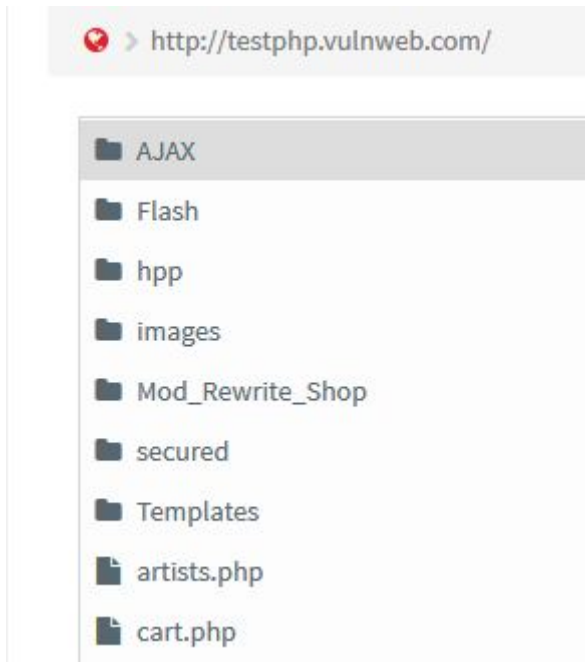 > http://testphp.vulnweb.com/
AJAX
Flash
hpp
images
Mod_Rewrite_Shop
secured
Templates
artists.php
cart.php